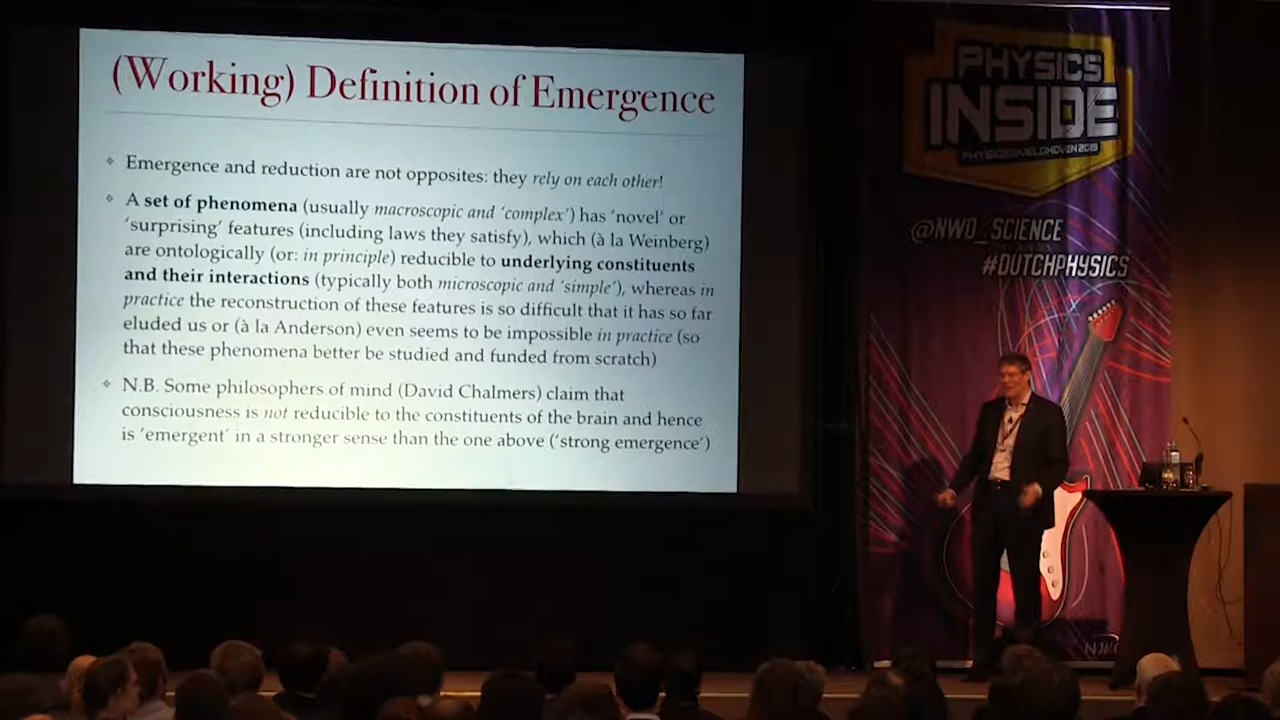 (Working) Definition of Emergence
Emergence and reduction are not opposites: they rely on each other!
A set of phenomena (usually macroscopic and ‘complex’) has ‘novel’ or
‘surprising’ features (including laws they satisfy), which (à la Weinberg)
are ontologically (or: in principle) reducible to underlying constituents
and their interactions (typically both microscopic and ‘simple’), whereas in
practice the reconstruction of these features is so difficult that it has so far
eluded us or (à la Anderson) even seems to be impossible in practice (so
that these phenomena better be studied and funded from scratch)
N.B. Some philosophers of mind (David Chalmers) claim that
consciousness is not reducible to the constituents of the brain and hence
is ‘emergent’ in a stronger sense than the one above (‘strong emergence’)
PHYSICS
INSIDE
PHYSICS@VELDHOVEN 2019
@NWO_SCIENCE
#DUTCHPHYSICS
NWO